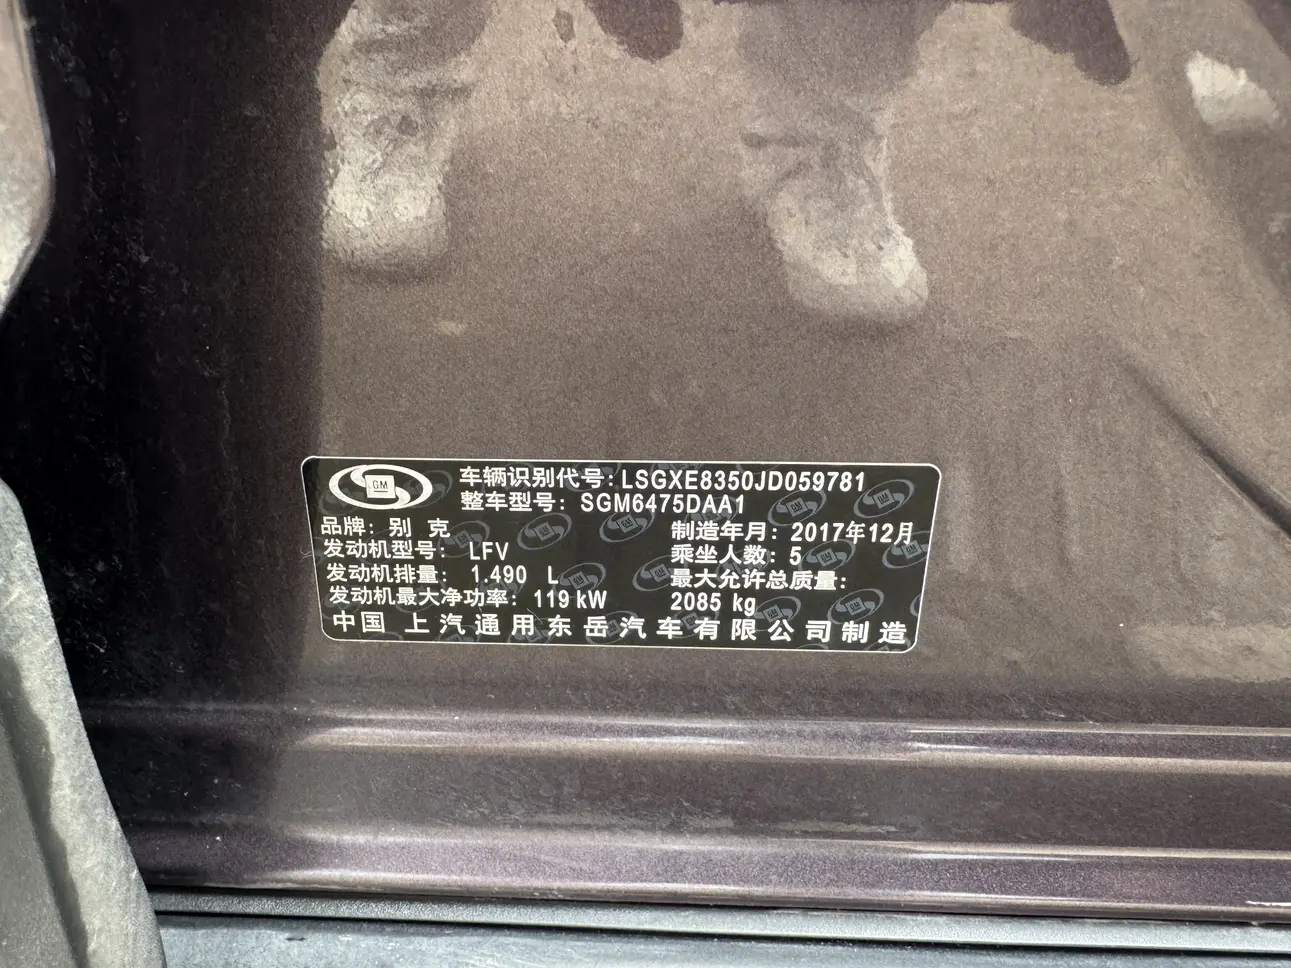 GM
车辆识别代号: LSGXE8350JD059781
整车型号: SGM6475DAA1
品牌: 别 克
制造年月: 2017年12月
发动机型号: LFV
乘坐人数: 5
发动机排量: 1.490 L
最大允许总质量:
发动机最大净功率: 119 kW
2085 kg
中国 上汽通用东岳汽车有限公司制造